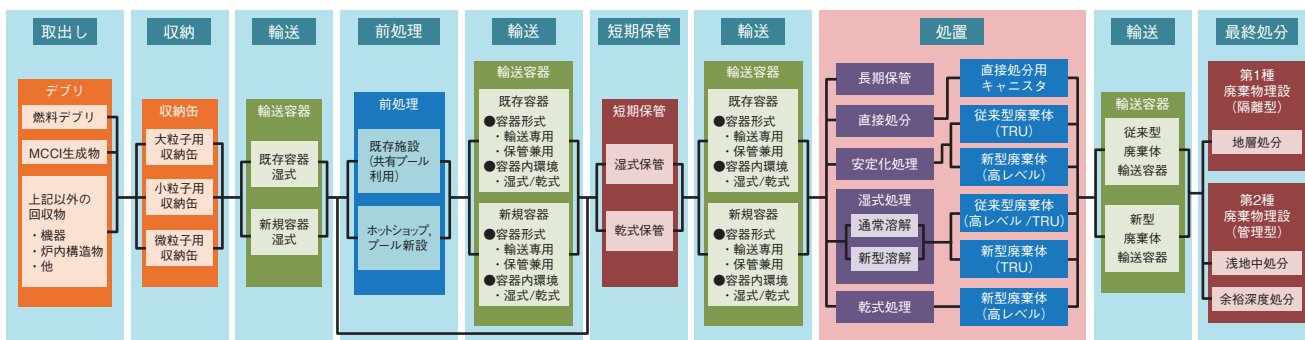 取出し
デブリ
燃料デブリ
MCCI生成物
上記以外の
回収物
・機器
・炉内構造物
・他
収納
収納缶
大粒子用
収納缶
小粒子用
収納缶
微粒子用
収納缶
輸送
輸送容器
既存容器
湿式
新規容器
湿式
前処理
前処理
既存施設
(共有プール
利用)
ホットショップ,
プール新設
輸送
輸送容器
既存容器
●容器形式
・輸送専用
・保管兼用
●容器内環境
・湿式/乾式
新規容器
●容器形式
・輸送専用
・保管兼用
●容器内環境
・湿式/乾式
短期保管
短期保管
湿式保管
乾式保管
輸送
輸送容器
既存容器
●容器形式
・輸送専用
・保管兼用
●容器内環境
・湿式/乾式
新規容器
●容器形式
・輸送専用
・保管兼用
●容器内環境
・湿式/乾式
処置
長期保管
直接処分
安定化処理
湿式処理
通常溶解
新型溶解
乾式処理
直接処分用
キャニスタ
従来型廃棄体
(TRU)
新型廃棄体
(高レベル)
従来型廃棄体
(高レベル/TRU)
新型廃棄体
(TRU)
新型廃棄体
(高レベル)
輸送
輸送容器
従来型
廃棄体
輸送容器
新型
廃棄体
輸送容器
最終処分
第1種
廃棄物理設
(隔離型)
地層処分
第2種
廃棄物理設
(管理型)
浅地中処分
余裕深度処分